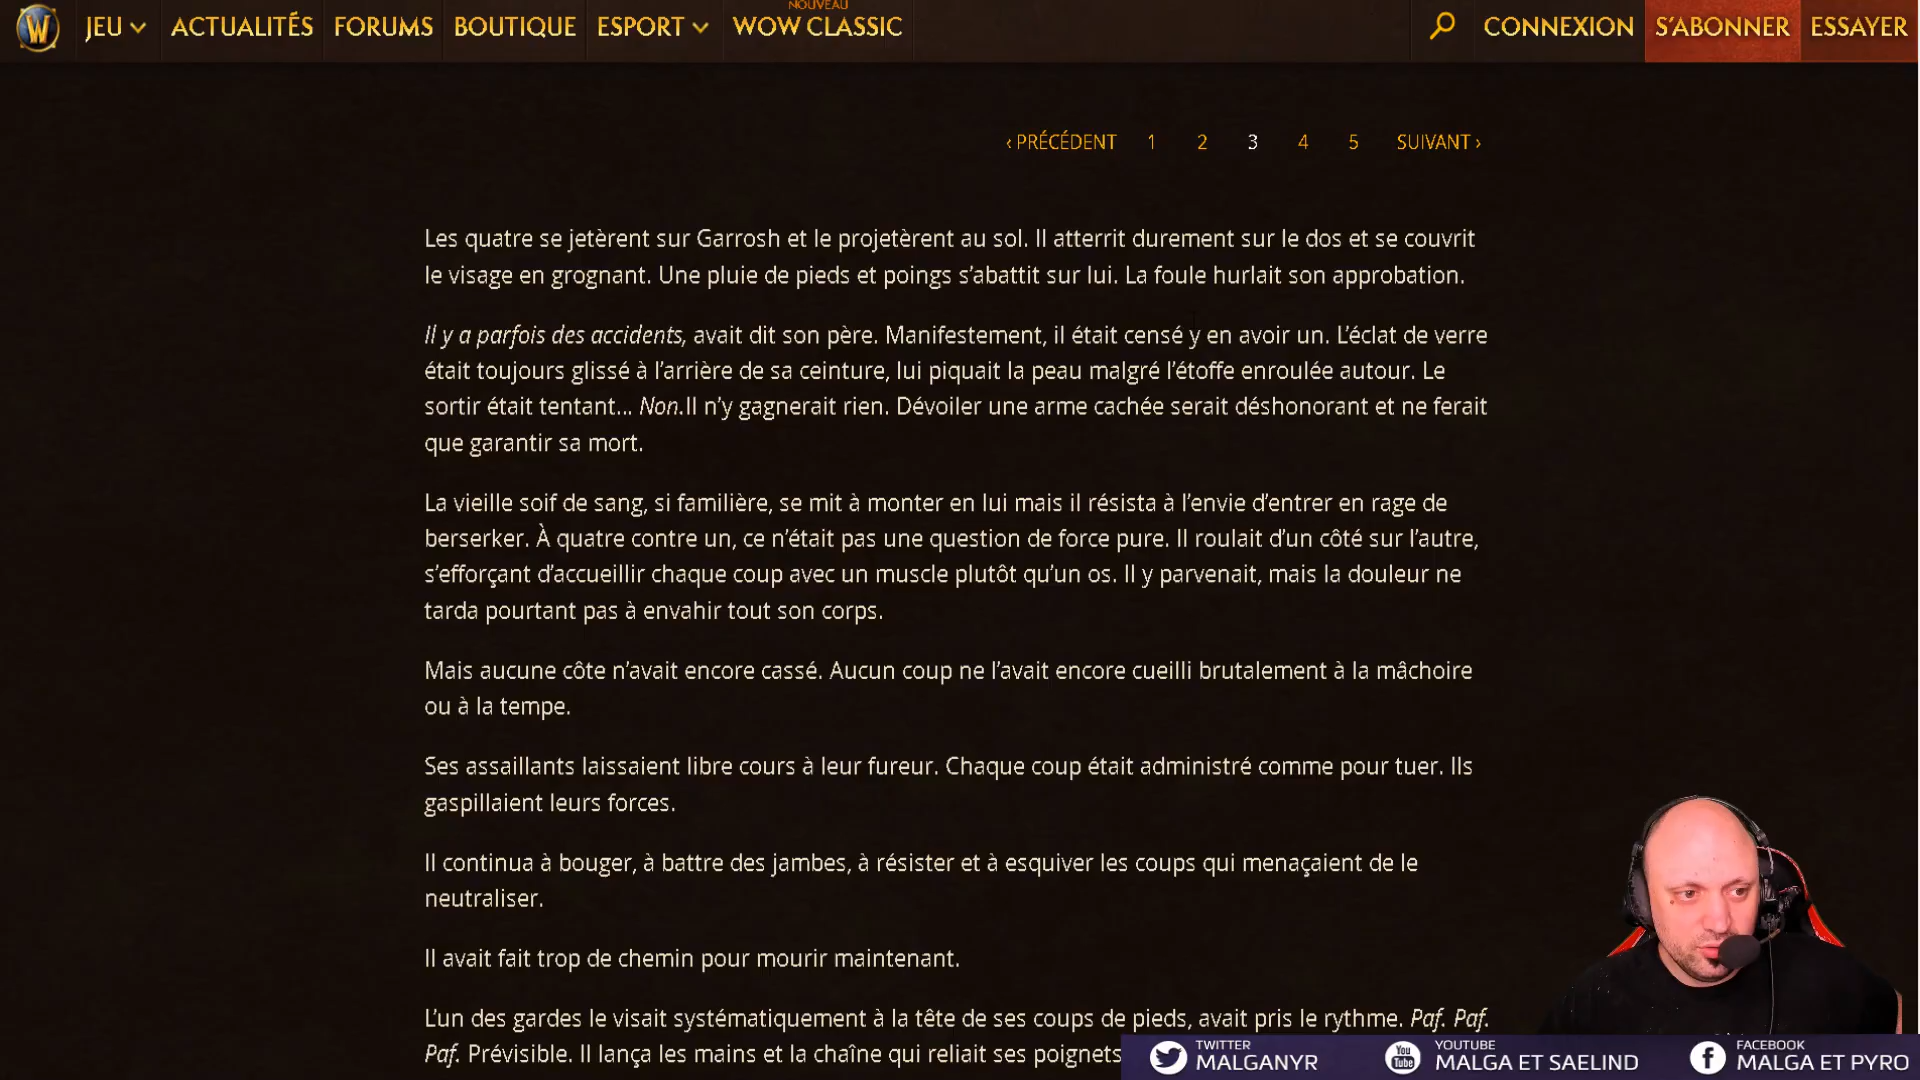 NOUVEAU
JEU ACTUALITÉS FORUMS BOUTIQUE ESPORT WOW CLASSIC CONNEXION S'ABONNER ESSAYER
‹ PRÉCÉDENT 1 2 3 4 5 SUIVANT ›
Les quatre se jetèrent sur Garrosh et le projetèrent au sol. Il atterrit durement sur le dos et se couvrit
le visage en grognant. Une pluie de pieds et poings s’abattit sur lui. La foule hurlait son approbation.
Il y a parfois des accidents, avait dit son père. Manifestement, il était censé y en avoir un. L’éclat de verre
était toujours glissé à l’arrière de sa ceinture, lui piquait la peau malgré l’étoffe enroulée autour. Le
sortir était tentant... Non.Il n’y gagnerait rien. Dévoiler une arme cachée serait déshonorant et ne ferait
que garantir sa mort.
La vieille soif de sang, si familière, se mit à monter en lui mais il résista à l’envie d’entrer en rage de
berserker. À quatre contre un, ce n’était pas une question de force pure. Il roulait d’un côté sur l’autre,
s’efforçant d’accueillir chaque coup avec un muscle plutôt qu’un os. Il y parvenait, mais la douleur ne
tarda pourtant pas à envahir tout son corps.
Mais aucune côte n’avait encore cassé. Aucun coup ne l’avait encore cueilli brutalement à la mâchoire
ou à la tempe.
Ses assaillants laissaient libre cours à leur fureur. Chaque coup était administré comme pour tuer. Ils
gaspillaient leurs forces.
Il continua à bouger, à battre des jambes, à résister et à esquiver les coups qui menaçaient de le
neutraliser.
Il avait fait trop de chemin pour mourir maintenant.
L’un des gardes le visait systématiquement à la tête de ses coups de pieds, avait pris le rythme. Paf. Paf.
Paf. Prévisible. Il lança les mains et la chaîne qui reliait ses poignets
TWITTER
MALGANYR
You Tube
YOUTUBE
MALGA ET SAELIND
FACEBOOK
MALGA ET PYRO